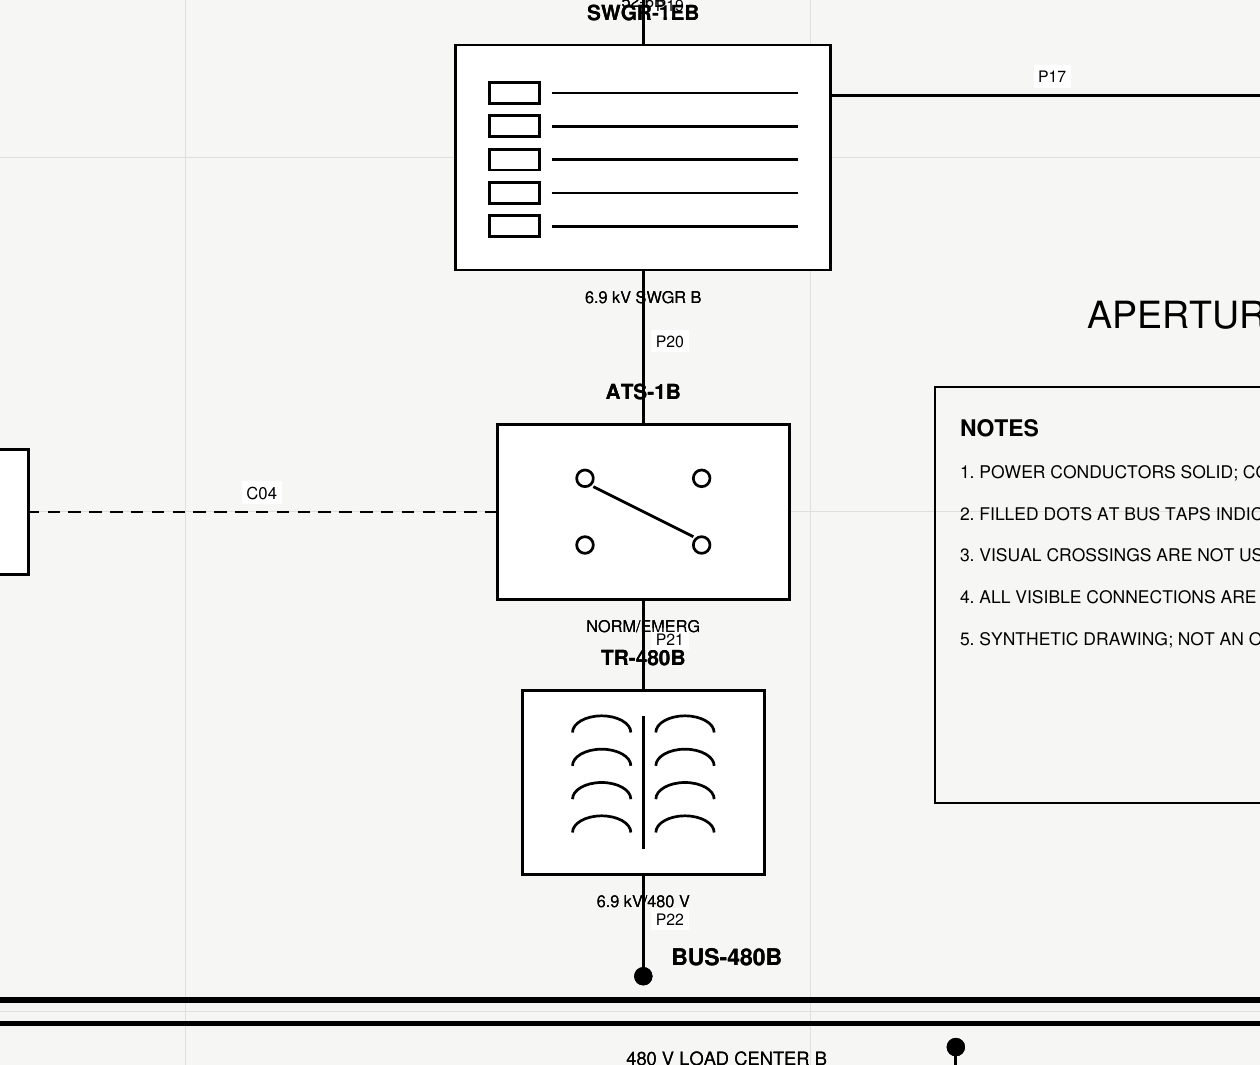 SWGR-1EB
P17
6.9 kV SWGR B
P20
APERTUR
ATS-1B
NOTES
1. POWER CONDUCTORS SOLID; CO
C04
2. FILLED DOTS AT BUS TAPS INDIC
3. VISUAL CROSSINGS ARE NOT US
4. ALL VISIBLE CONNECTIONS ARE
5. SYNTHETIC DRAWING; NOT AN O
NORM/EMERG
P21
TR-480B
6.9 kV/480 V
P22
BUS-480B
480 V LOAD CENTER B